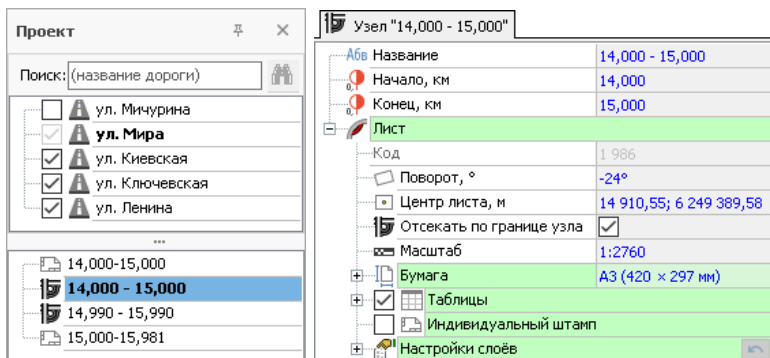 Проект
Поиск: (название дороги)
ул. Мичурина
ул. Мира
ул. Киевская
ул. Ключевская
ул. Ленина
14,000-15,000
14,000 - 15,000
14,990 - 15,990
15,000-15,981
Узел "14,000 - 15,000"
Абв Название 14,000 - 15,000
0, Начало, км 14,000
0, Конец, км 15,000
Лист
Код 1 986
Поворот, ° -24°
Центр листа, м 14 910,55; 6 249 389,58
Отсекать по границе узла
Масштаб 1:2760
Бумага A3 (420 × 297 мм)
Таблицы
Индивидуальный штамп
Настройки слоёв